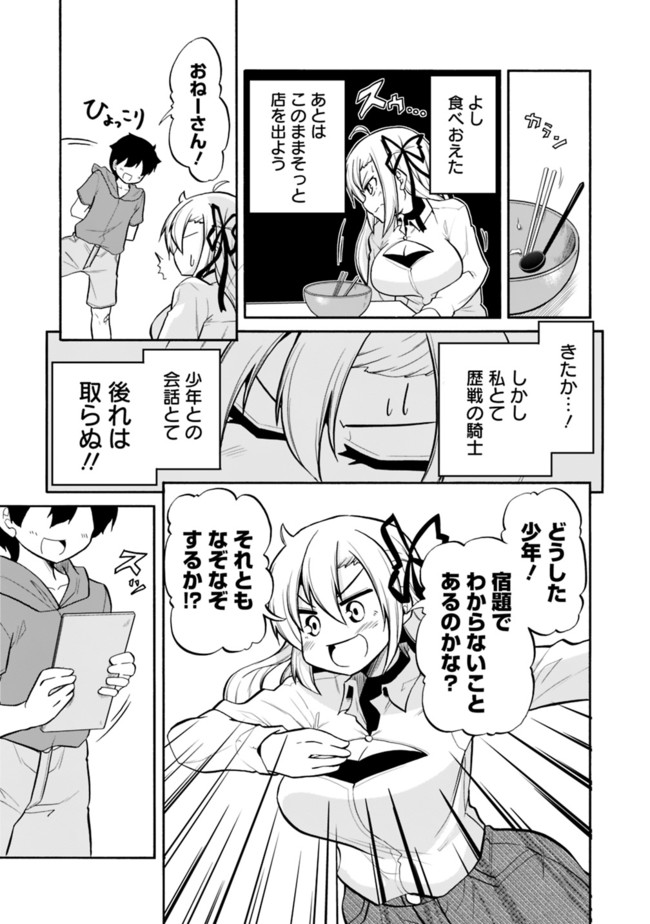 カラン
よし
食べおえた
スゥ…
あとは
このままそっと
店を出よう
おねーさん!
ひょっこり
きたか…!
しかし
私とて
歴戦の騎士
少年との
会話とて
後れは
取らぬ!!
どうした
少年!
宿題で
わからないこと
あるのかな?
それとも
なぞなぞ
するか!?
スッ